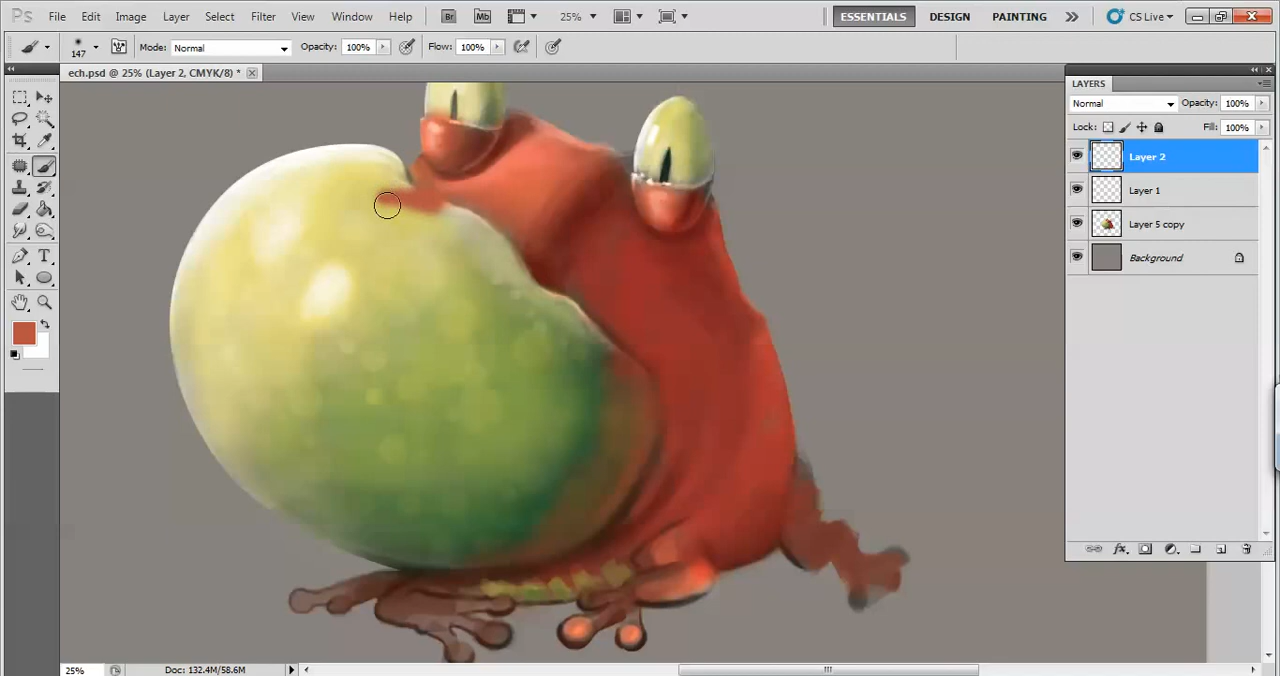 Ps File Edit Image Layer Select Filter View Window Help Br Mb 25% ESSENTIALS DESIGN PAINTING CS Live
147 Mode: Normal Opacity: 100% Flow: 100%
ech.psd @ 25% (Layer 2, CMYK/8) *
LAYERS
Normal Opacity: 100%
Lock: Fill: 100%
Layer 2
Layer 1
Layer 5 copy
Background
T
fx
25% Doc: 132.4M/58.6M